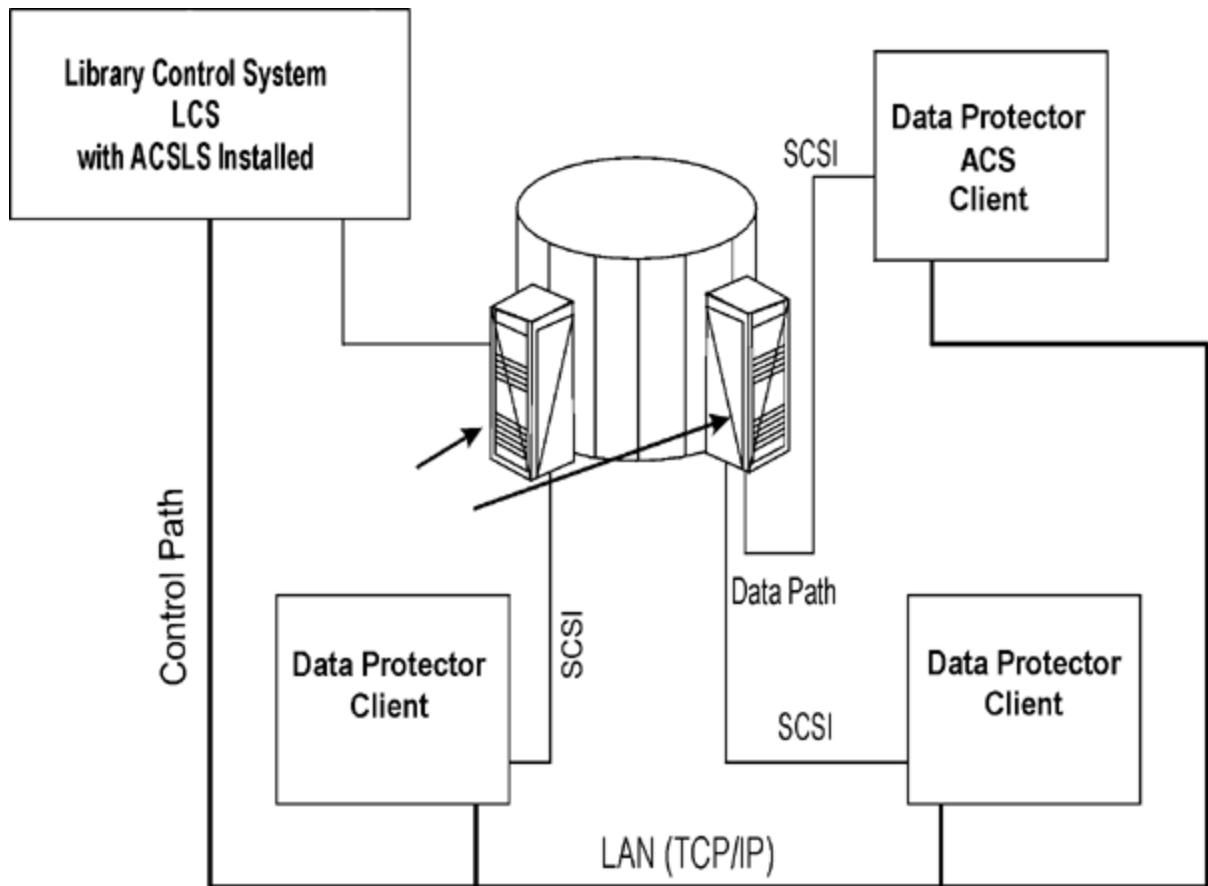 Library Control System
LCS
with ACSLS Installed
Data Protector
ACS
Client
SCSI
Control Path
Data Path
SCSI
Data Protector
Client
SCSI
Data Protector
Client
LAN (TCP/IP)